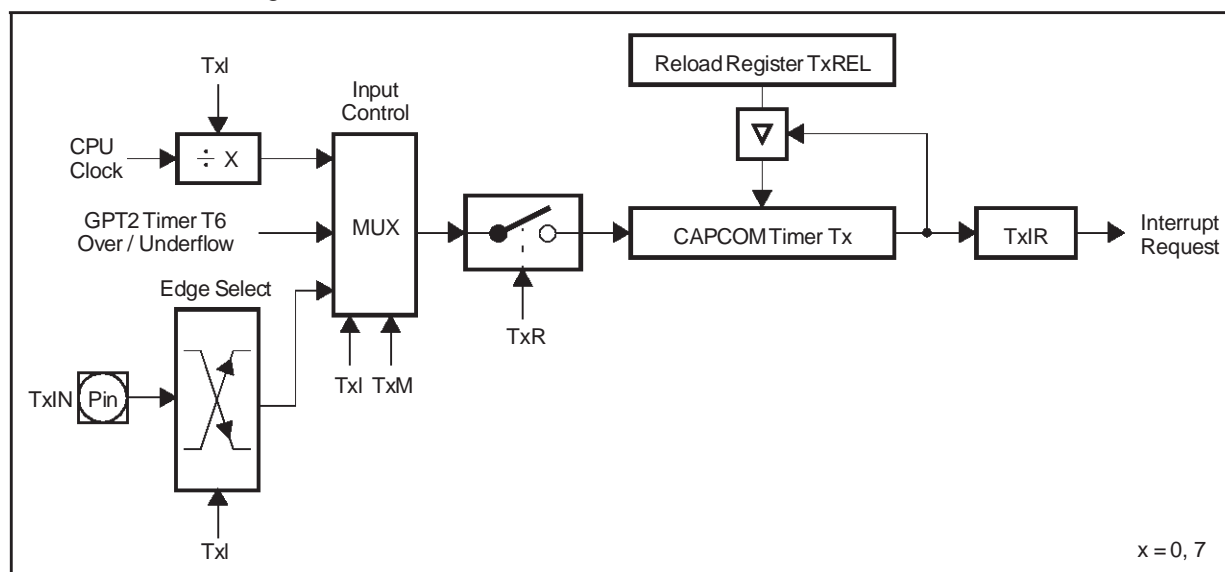 Reload Register TxREL
TxI
Input
Control
CPU
Clock
÷ X
GPT2 Timer T6
Over / Underflow
MUX
CAPCOM Timer Tx
TxIR
Interrupt
Request
Edge Select
TxR
TxI TxM
TxIN
Pin
TxI
x = 0, 7